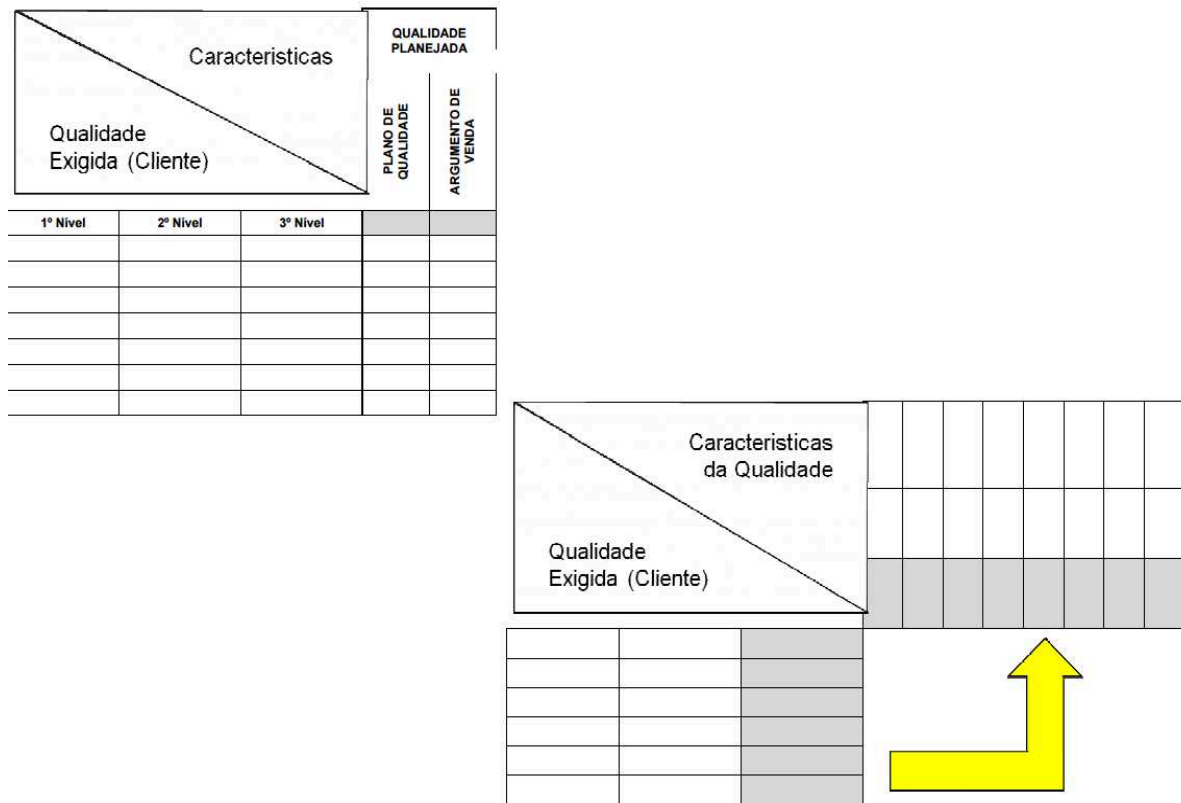 Caracteristicas
Qualidade
Exigida (Cliente)
QUALIDADE
PLANEJADA
PLANO DE
QUALIDADE
ARGUMENTO DE
VENDA
1º Nivel 2º Nivel 3º Nivel
Caracteristicas
da Qualidade
Qualidade
Exigida (Cliente)